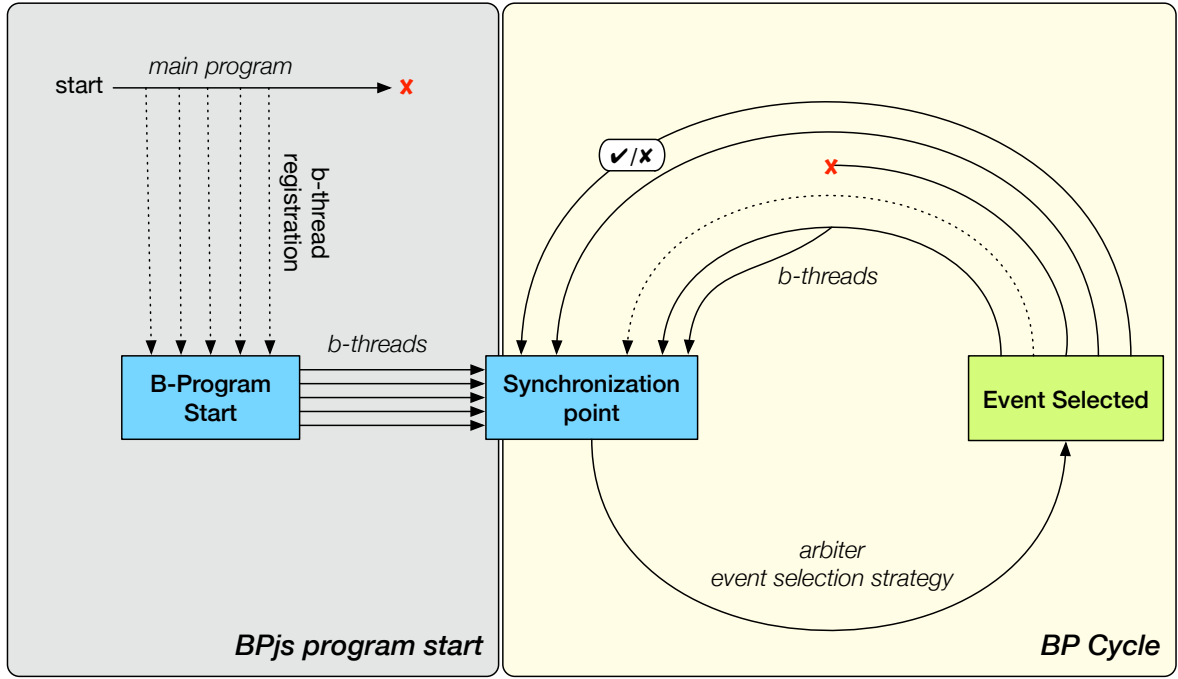 main program
start
✘
b-thread
registration
B-Program
Start
b-threads
BPjs program start
✔/✘
✘
b-threads
Synchronization
point
Event Selected
arbiter
event selection strategy
BP Cycle